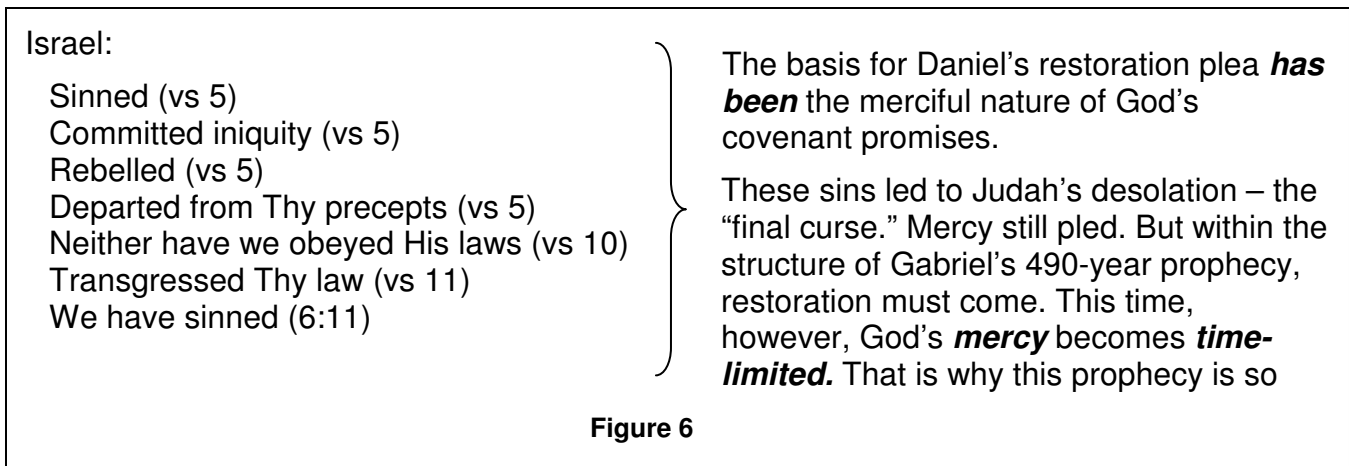 Israel:
Sinned (vs 5)
Committed iniquity (vs 5)
Rebelled (vs 5)
Departed from Thy precepts (vs 5)
Neither have we obeyed His laws (vs 10)
Transgressed Thy law (vs 11)
We have sinned (6:11)
The basis for Daniel’s restoration plea has
been the merciful nature of God’s
covenant promises.
These sins led to Judah’s desolation – the
“final curse.” Mercy still pled. But within the
structure of Gabriel’s 490-year prophecy,
restoration must come. This time,
however, God’s mercy becomes time-
limited. That is why this prophecy is so
Figure 6